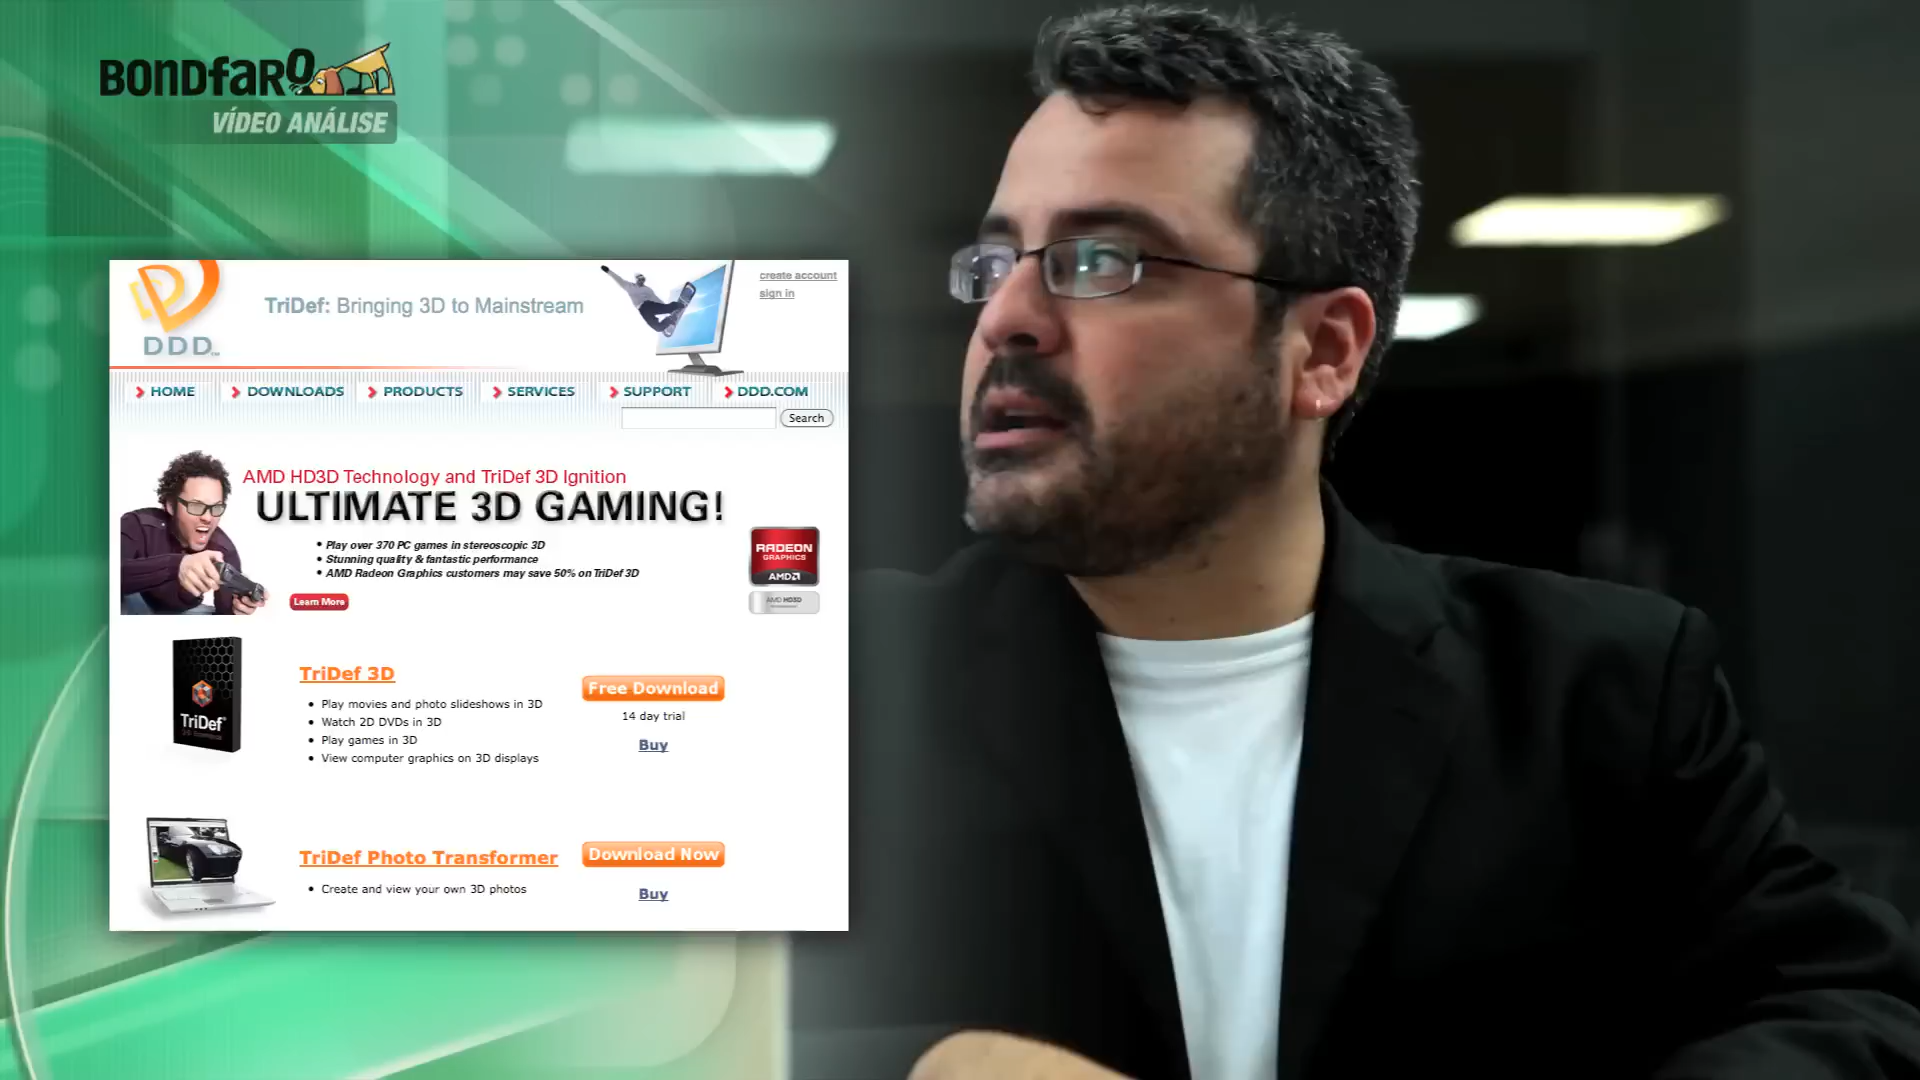 BONDFARO
VÍDEO ANÁLISE
DDD
TriDef: Bringing 3D to Mainstream
create account
sign in
HOME
DOWNLOADS
PRODUCTS
SERVICES
SUPPORT
DDD.COM
Search
AMD HD3D Technology and TriDef 3D Ignition
ULTIMATE 3D GAMING!
• Play over 370 PC games in stereoscopic 3D
• Stunning quality & fantastic performance
• AMD Radeon Graphics customers may save 50% on TriDef 3D
Learn More
RADEON
GRAPHICS
AMD
AMD HD3D
TriDef
TriDef 3D
• Play movies and photo slideshows in 3D
• Watch 2D DVDs in 3D
• Play games in 3D
• View computer graphics on 3D displays
Free Download
14 day trial
Buy
TriDef Photo Transformer
• Create and view your own 3D photos
Download Now
Buy